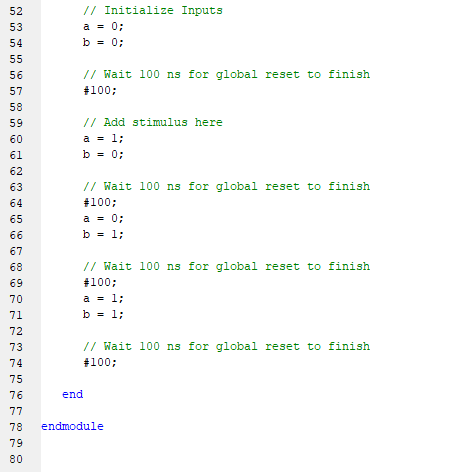 52 // Initialize Inputs
53 a = 0;
54 b = 0;
55
56 // Wait 100 ns for global reset to finish
57 #100;
58
59 // Add stimulus here
60 a = 1;
61 b = 0;
62
63 // Wait 100 ns for global reset to finish
64 #100;
65 a = 0;
66 b = 1;
67
68 // Wait 100 ns for global reset to finish
69 #100;
70 a = 1;
71 b = 1;
72
73 // Wait 100 ns for global reset to finish
74 #100;
75
76 end
77
78 endmodule
79
80